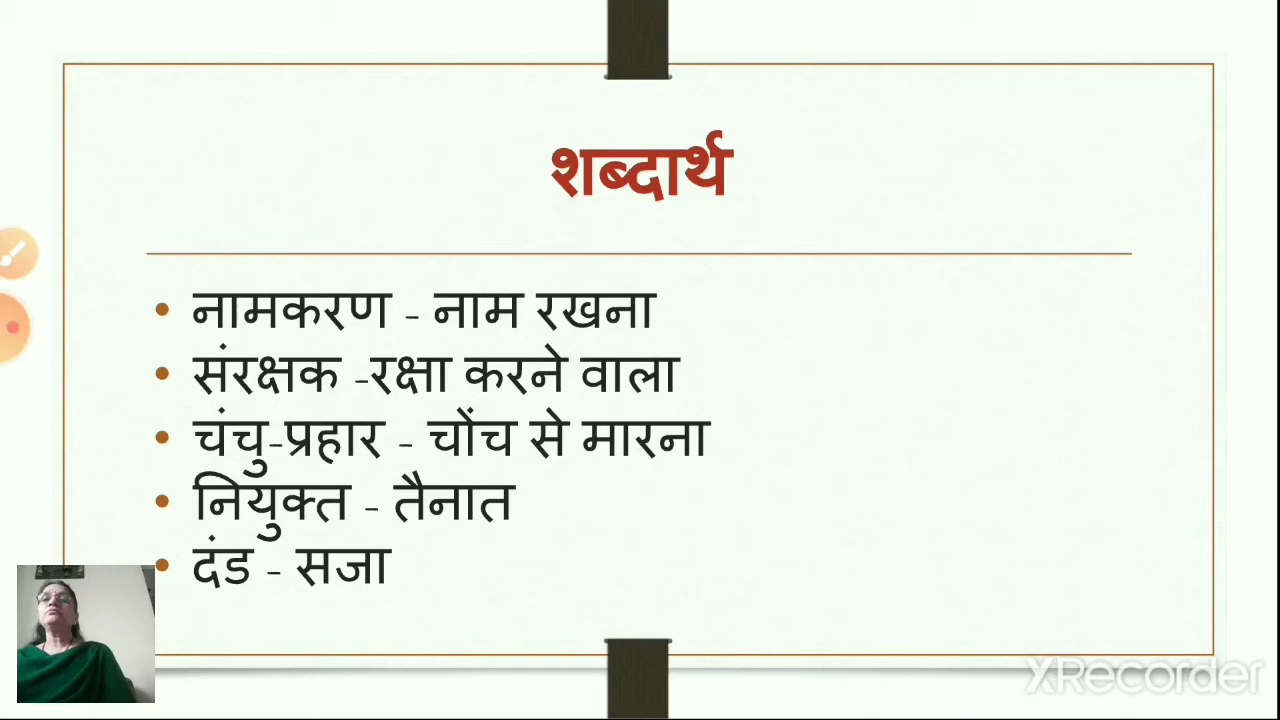 शब्दार्थ
• नामकरण - नाम रखना
• संरक्षक -रक्षा करने वाला
• चंचु-प्रहार - चोंच से मारना
• नियुक्त - तैनात
• दंड - सजा
XRecorder